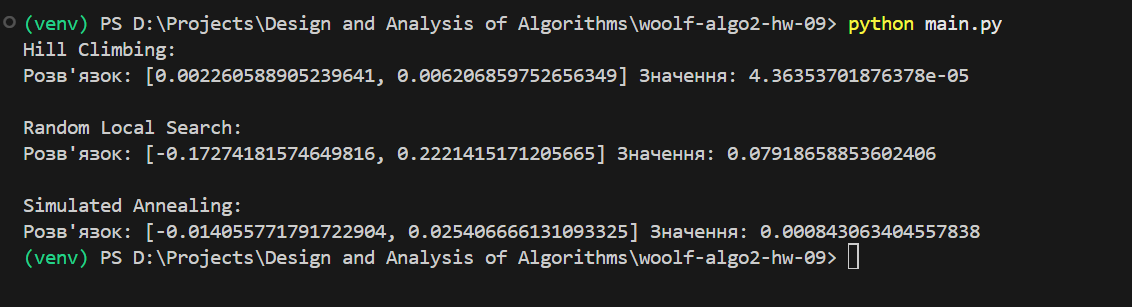 (venv) PS D:\Projects\Design and Analysis of Algorithms\woolf-algo2-hw-09> python main.py
Hill Climbing:
Розв'язок: [0.002260588905239641, 0.006206859752656349] Значення: 4.36353701876378e-05
Random Local Search:
Розв'язок: [-0.17274181574649816, 0.2221415171205665] Значення: 0.07918658853602406
Simulated Annealing:
Розв'язок: [-0.014055771791722904, 0.025406666131093325] Значення: 0.000843063404557838
(venv) PS D:\Projects\Design and Analysis of Algorithms\woolf-algo2-hw-09>